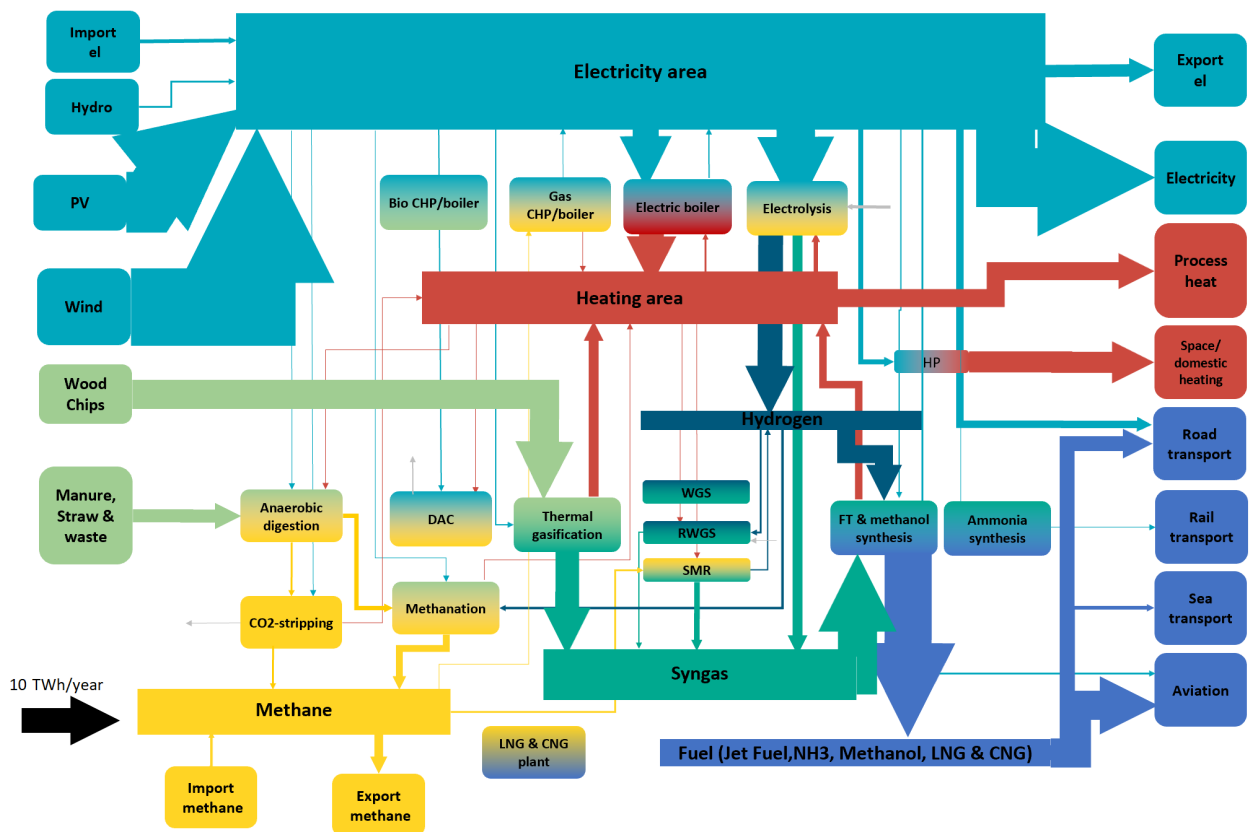 Import
el
Electricity area
Export
el
Hydro
PV
Bio CHP/boiler
Gas
CHP/boiler
Electric boiler
Electrolysis
Electricity
Wind
Heating area
Process
heat
HP
Space/
domestic
heating
Wood
Chips
Hydrogen
Road
transport
Manure,
Straw &
waste
Anaerobic
digestion
DAC
Thermal
gasification
WGS
RWGS
SMR
FT & methanol
synthesis
Ammonia
synthesis
Rail
transport
CO2-stripping
Methanation
Sea
transport
Syngas
Aviation
10 TWh/year
Methane
LNG & CNG
plant
Fuel (Jet Fuel,NH3, Methanol, LNG & CNG)
Import
methane
Export
methane